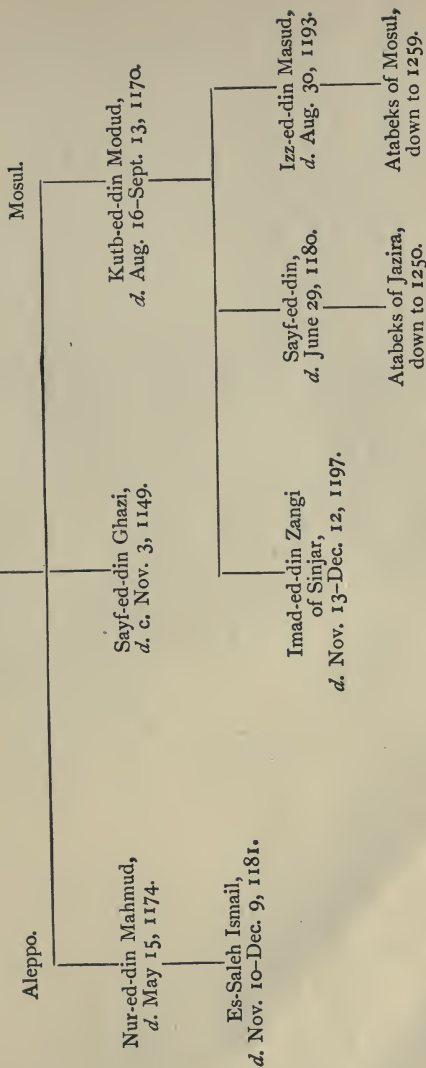 Aleppo.
Mosul.
Nur-ed-din Mahmud,
d. May 15, 1174.
Sayf-ed-din Ghazi,
d. c. Nov. 3, 1149.
Kutb-ed-din Modud,
d. Aug. 16–Sept. 13, 1170.
Es-Saleh Ismail,
d. Nov. 10–Dec. 9, 1181.
Imad-ed-din Zangi
of Sinjar,
d. Nov. 13–Dec. 12, 1197.
Sayf-ed-din,
d. June 29, 1180.
Izz-ed-din Masud,
d. Aug. 30, 1193.
Atabeks of Jazira,
down to 1250.
Atabeks of Mosul,
down to 1259.